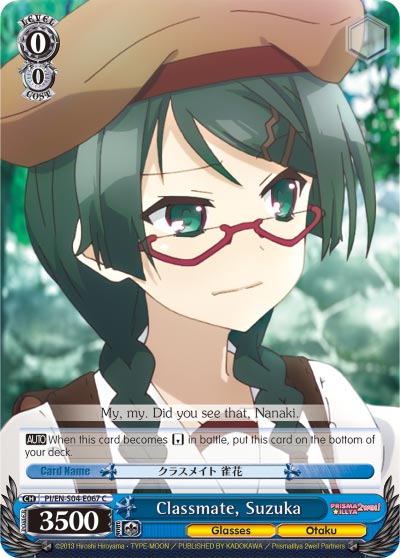 LEVEL
0
0
COST
My, my. Did you see that, Nanaki.
AUTO When this card becomes in battle, put this card on the bottom of
your deck.
Card Name クラスメイト 雀花
CH PI/EN-S04-E067 C
PRISMA☆ILLYA 2wei!
3500
Classmate, Suzuka
Glasses
Otaku
©2013 Hiroshi Hiroyama・TYPE-MOON / PUBLISHED BY KADOKAWA / Prismaillya 2wei! Partners